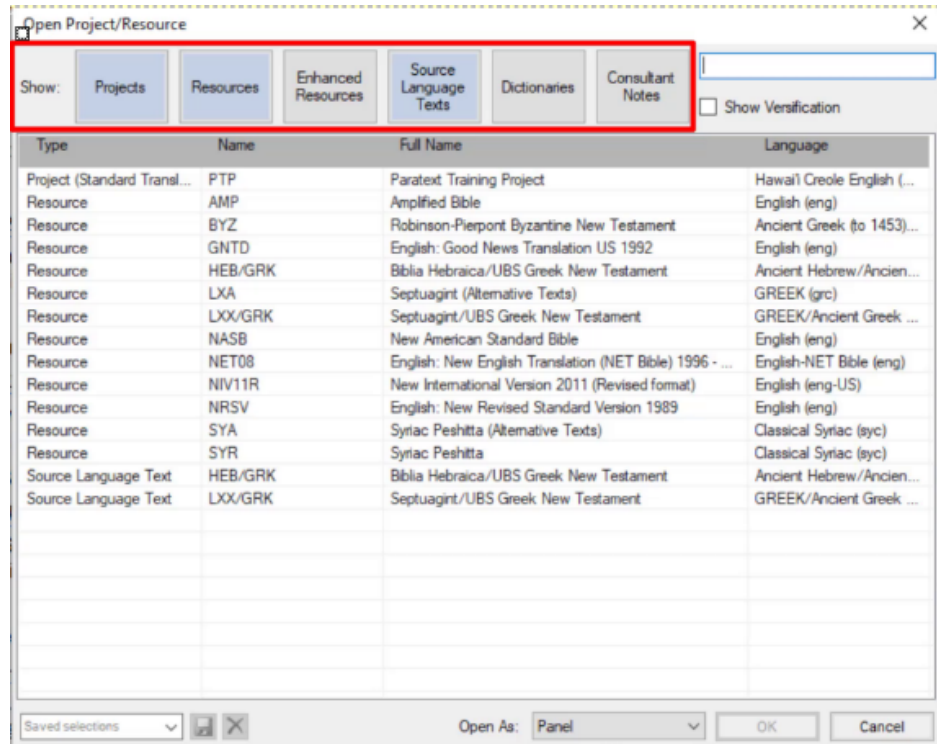 Open Project/Resource
Show: Projects Resources Enhanced Resources Source Language Texts Dictionaries Consultant Notes
Show Versification
Type Name Full Name Language
Project (Standard Transl... PTP Paratext Training Project Hawai'i Creole English (...
Resource AMP Amplified Bible English (eng)
Resource BYZ Robinson-Pierpont Byzantine New Testament Ancient Greek (to 1453)...
Resource GNTD English: Good News Translation US 1992 English (eng)
Resource HEB/GRK Biblia Hebraica/UBS Greek New Testament Ancient Hebrew/Ancien...
Resource LXA Septuagint (Alternative Texts) GREEK (grc)
Resource LXX/GRK Septuagint/UBS Greek New Testament GREEK/Ancient Greek ...
Resource NASB New American Standard Bible English (eng)
Resource NET08 English: New English Translation (NET Bible) 1996 - ... English-NET Bible (eng)
Resource NIV11R New International Version 2011 (Revised format) English (eng-US)
Resource NRSV English: New Revised Standard Version 1989 English (eng)
Resource SYA Syriac Peshitta (Alternative Texts) Classical Syriac (syc)
Resource SYR Syriac Peshitta Classical Syriac (syc)
Source Language Text HEB/GRK Biblia Hebraica/UBS Greek New Testament Ancient Hebrew/Ancien...
Source Language Text LXX/GRK Septuagint/UBS Greek New Testament GREEK/Ancient Greek ...
Saved selections Open As: Panel OK Cancel